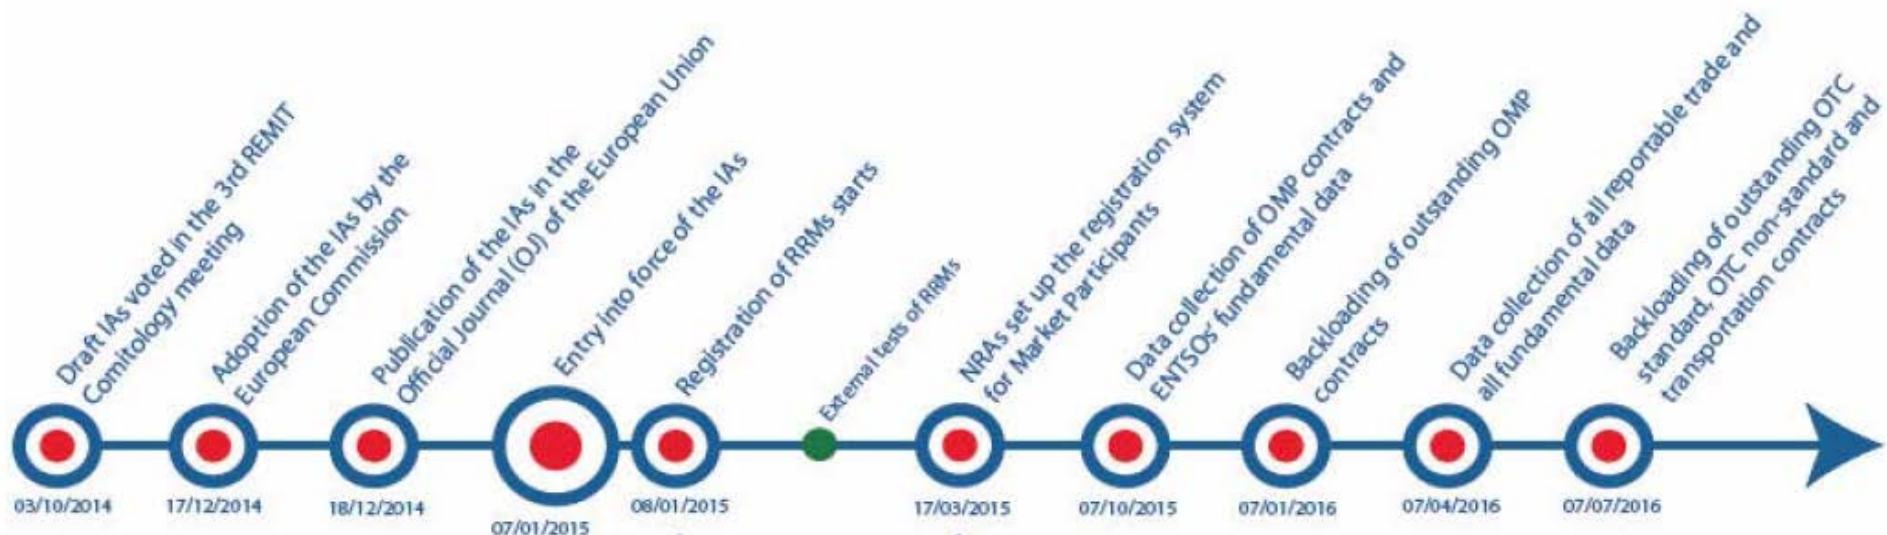 Draft IAs voted in the 3rd REMIT
Comitology meeting
03/10/2014
Adoption of the IAs by the
European Commission
17/12/2014
Publication of the IAs in the
Official Journal (OJ) of the European Union
18/12/2014
Entry into force of the IAs
07/01/2015
Registration of RRMs starts
08/01/2015
External tests of RRMs
NRAs set up the registration system
for Market Participants
17/03/2015
Data collection of OMP contracts and
ENTSOs' fundamental data
07/10/2015
Backloading of outstanding OMP
contracts
07/01/2016
Data collection of all reportable trade and
all fundamental data
07/04/2016
Backloading of outstanding OTC
standard, OTC non-standard and
transportation contracts
07/07/2016